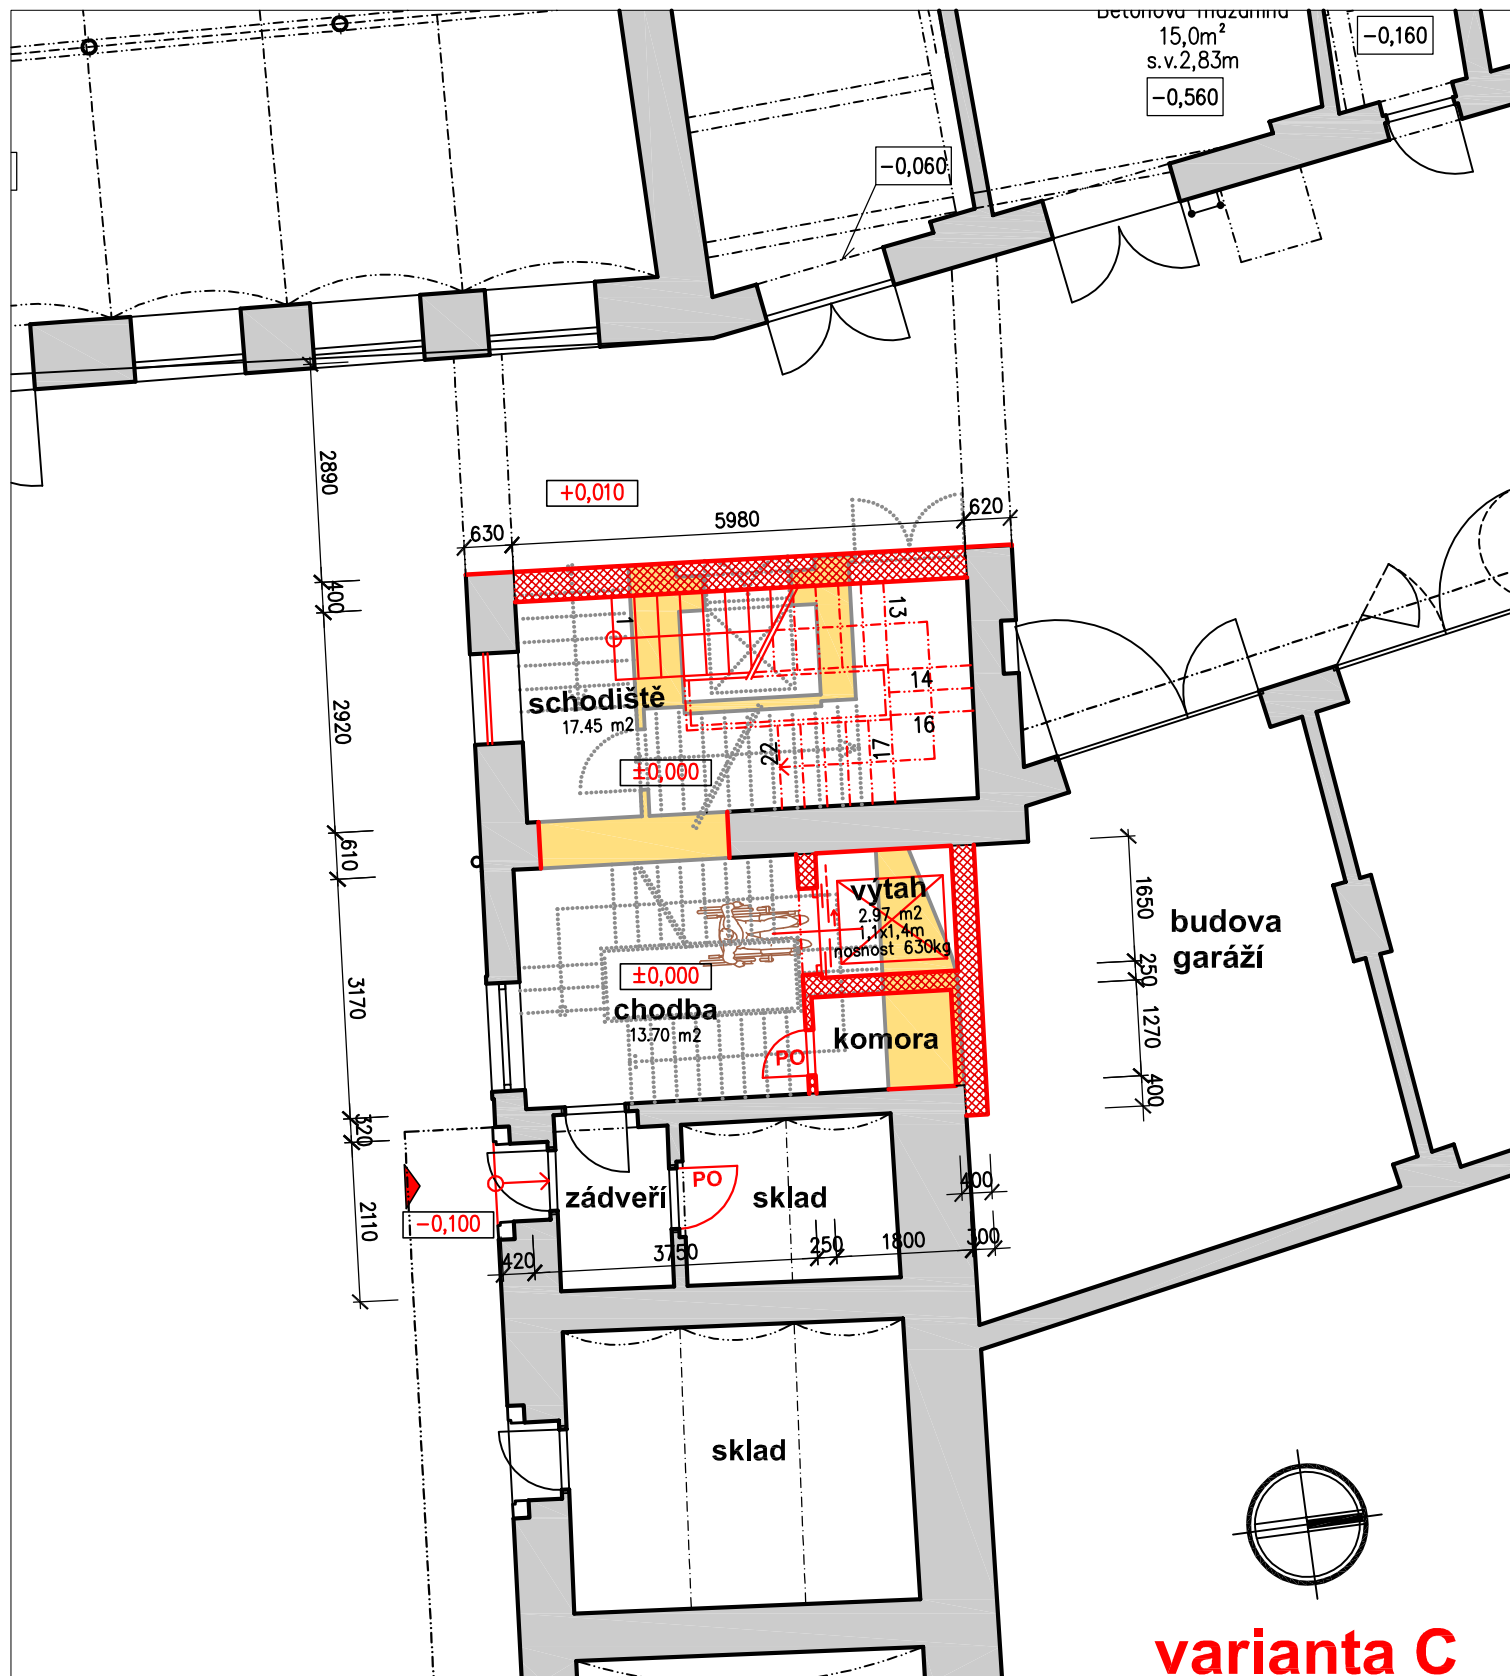 15,0m²
s.v.2,83m
-0,560
-0,160
-0,060
2890
+0,010
630
5980
620
400
1
13
14
16
17
22
schodiště
17.45 m2
±0,000
2920
610
výtah
2.97 m2
1,1x1,4m
nosnost 630kg
1650
budova
garáží
250
±0,000
3170
chodba
13.70 m2
komora
1270
PO
400
320
zádveří
PO
sklad
400
2110
-0,100
420
3750
250
1800
300
sklad
varianta C